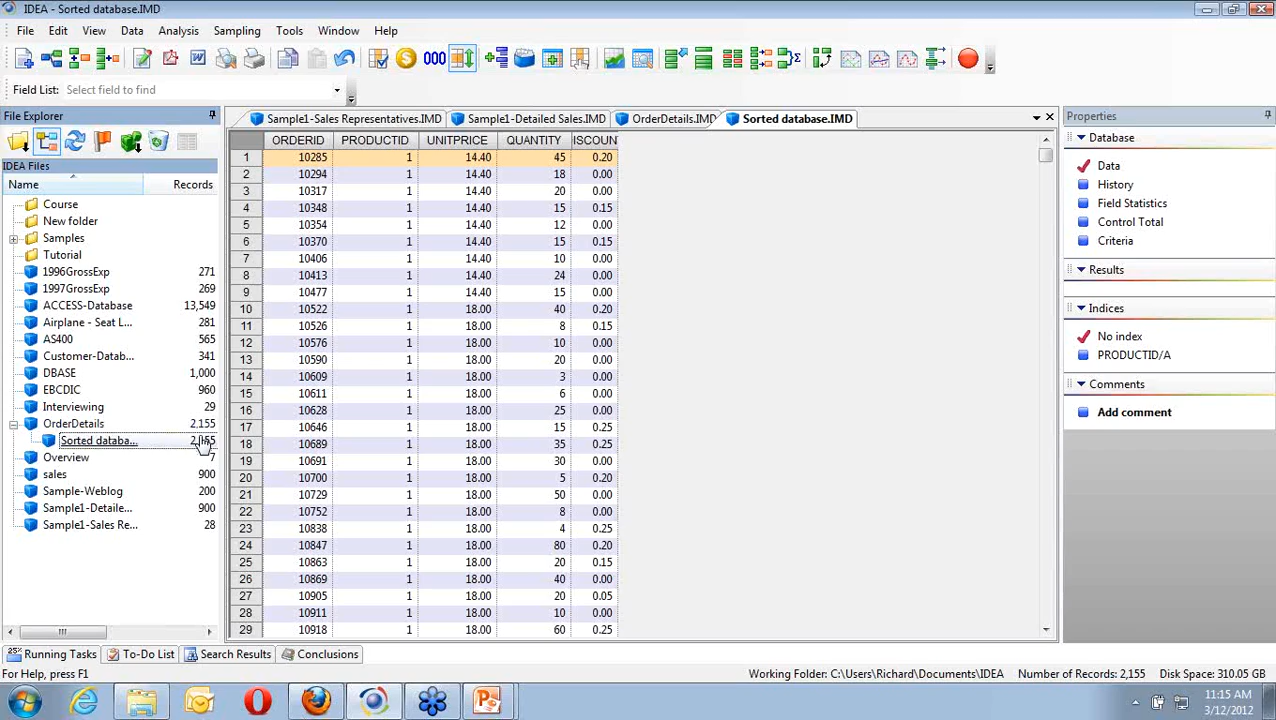 IDEA - Sorted database.IMD
File Edit View Data Analysis Sampling Tools Window Help
Field List: Select field to find
File Explorer
IDEA Files
Name Records
Course
New folder
Samples
Tutorial
1996GrossExp 271
1997GrossExp 269
ACCESS-Database 13,549
Airplane - Seat L... 281
AS400 565
Customer-Datab... 341
DBASE 1,000
EBCDIC 960
Interviewing 29
OrderDetails 2,155
Sorted databa...
Overview 7
sales 900
Sample-Weblog 200
Sample1-Detaile... 900
Sample1-Sales Re... 28
Sample1-Sales Representatives.IMD Sample1-Detailed Sales.IMD OrderDetails.IMD Sorted database.IMD
ORDERID PRODUCTID UNITPRICE QUANTITY ISCOUN
1 10285 1 14.40 45 0.20
2 10294 1 14.40 18 0.00
3 10317 1 14.40 20 0.00
4 10348 1 14.40 15 0.15
5 10354 1 14.40 12 0.00
6 10370 1 14.40 15 0.15
7 10406 1 14.40 10 0.00
8 10413 1 14.40 24 0.00
9 10477 1 14.40 15 0.00
10 10522 1 18.00 40 0.20
11 10526 1 18.00 8 0.15
12 10576 1 18.00 10 0.00
13 10590 1 18.00 20 0.00
14 10609 1 18.00 3 0.00
15 10611 1 18.00 6 0.00
16 10628 1 18.00 25 0.00
17 10646 1 18.00 15 0.25
18 10689 1 18.00 35 0.25
19 10691 1 18.00 30 0.00
20 10700 1 18.00 5 0.20
21 10729 1 18.00 50 0.00
22 10752 1 18.00 8 0.00
23 10838 1 18.00 4 0.25
24 10847 1 18.00 80 0.20
25 10863 1 18.00 20 0.15
26 10869 1 18.00 40 0.00
27 10905 1 18.00 20 0.05
28 10911 1 18.00 10 0.00
29 10918 1 18.00 60 0.25
Properties
Database
Data
History
Field Statistics
Control Total
Criteria
Results
Indices
No index
PRODUCTID/A
Comments
Add comment
Running Tasks To-Do List Search Results Conclusions
For Help, press F1 Working Folder: C:\Users\Richard\Documents\IDEA Number of Records: 2,155 Disk Space: 310.05 GB
11:15 AM
3/12/2012